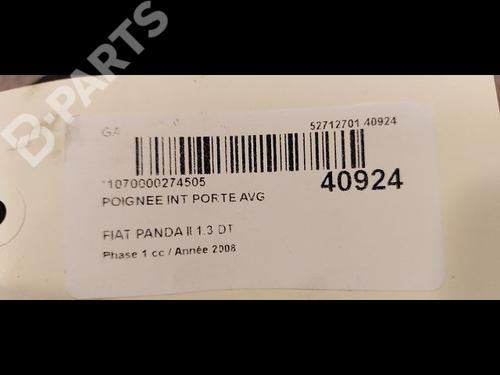 B-PARTS
GA
52712701 40924
*1070000274505
40924
POIGNEE INT PORTE AVG
FIAT PANDA II 1.3 DT
Phase 1 cc / Année 2008